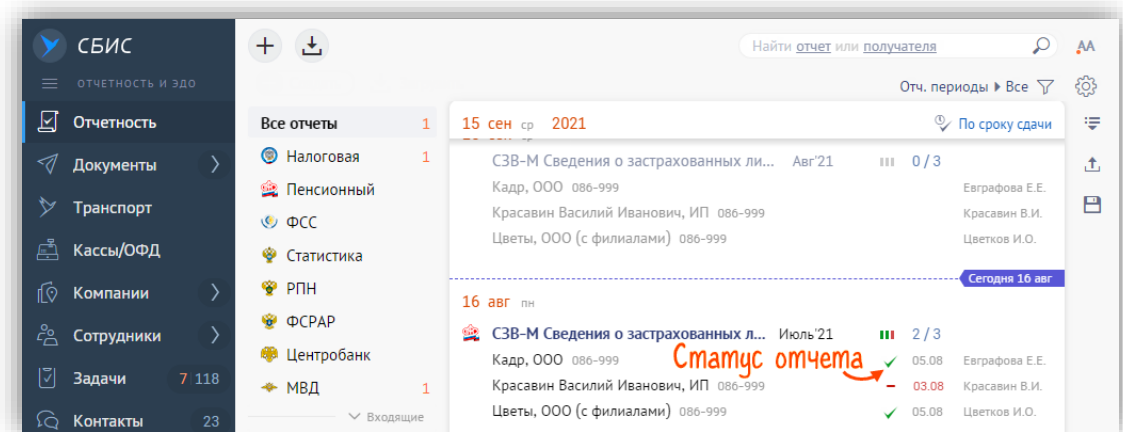 СБИС
Найти отчет или получателя
АА
ОТЧЕТНОСТЬ И ЭДО
Отч. периоды Все
Отчетность
Документы
Транспорт
Кассы/ОФД
Компании
Сотрудники
Задачи 7 118
Контакты 23
Все отчеты 1
Налоговая 1
Пенсионный
ФСС
Статистика
РПН
ФСРАР
Центробанк
МВД 1
Входящие
15 сен ср 2021 По сроку сдачи
СЗВ-М Сведения о застрахованных ли... Авг'21 0 / 3
Кадр, ООО 086-999 Евграфова Е.Е.
Красавин Василий Иванович, ИП 086-999 Красавин В.И.
Цветы, ООО (с филиалами) 086-999 Цветков И.О.
Сегодня 16 авг
16 авг пн
СЗВ-М Сведения о застрахованных л... Июль'21 2 / 3
Кадр, ООО 086-999 Статус отчета 05.08 Евграфова Е.Е.
Красавин Василий Иванович, ИП 086-999 03.08 Красавин В.И.
Цветы, ООО (с филиалами) 086-999 05.08 Цветков И.О.